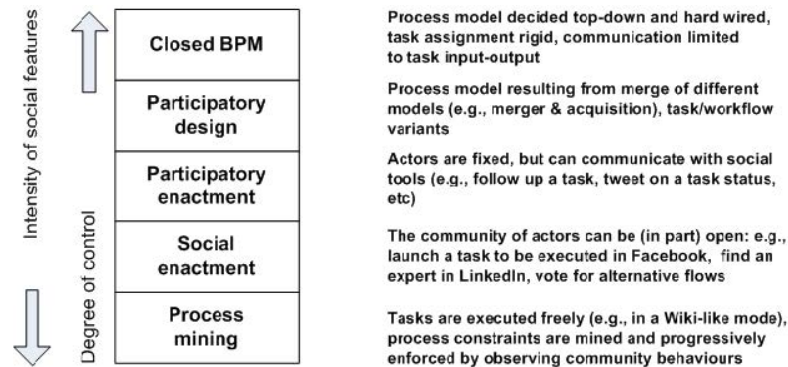 Intensity of social features
Degree of control
Closed BPM
Process model decided top-down and hard wired,
task assignment rigid, communication limited
to task input-output
Participatory
design
Process model resulting from merge of different
models (e.g., merger & acquisition), task/workflow
variants
Participatory
enactment
Actors are fixed, but can communicate with social
tools (e.g., follow up a task, tweet on a task status,
etc)
Social
enactment
The community of actors can be (in part) open: e.g.,
launch a task to be executed in Facebook, find an
expert in LinkedIn, vote for alternative flows
Process
mining
Tasks are executed freely (e.g., in a Wiki-like mode),
process constraints are mined and progressively
enforced by observing community behaviours